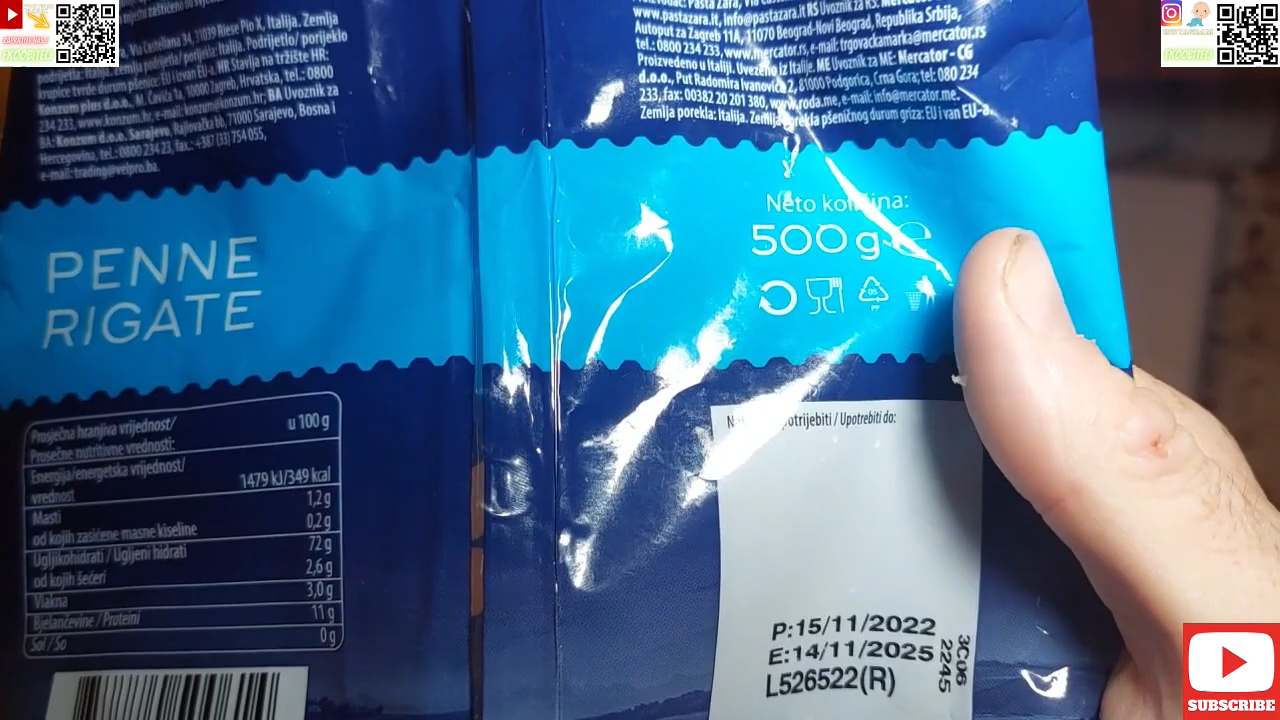 Via Castellana, 34, 31039 Riese Pio X, Italija. Zemlja
podrijetla: Italija. Zemlja podrijetla/ porijekla
krupice tvrde durum pšenice: EU i izvan EU-a. HR Stavlja na tržište HR:
Konzum plus d.o.o., M. Čavića 1a, 10000 Zagreb, Hrvatska, tel.: 0800
234 233, www.konzum.hr, e-mail: konzum@konzum.hr; BA Uvoznik za
BA: Konzum d.o.o. Sarajevo, Rajlovačka bb, 71000 Sarajevo, Bosna i
Hercegovina, tel.: 0800 234 23, fax.: +387 (33) 754 055,
e-mail: trading@velpro.ba.
Pasta Zara, Via
www.pastazara.it, info@pastazara.it RS Uvoznik za RS: Mercator-S
Autoput za Zagreb 11A, 11070 Beograd-Novi Beograd, Republika Srbija,
tel.: 0800 234 233, www.mercator.rs, e-mail: trgovackamarka@mercator.rs
Proizvedeno u Italiji. Uvezeno iz Italije. ME Uvoznik za ME: Mercator - CG
d.o.o., Put Radomira Ivanovića 2, 81000 Podgorica, Crna Gora; tel: 080 234
233, fax: 00382 20 201 380, www.roda.me, e-mail: info@mercator.me.
Zemlja porekla: Italija. Zemlja porekla pšeničnog durum griza: EU i van EU-a.
PENNE
RIGATE
Neto količina:
500 g ℮
05
PP
Prosječna hranjiva vrijednost/
Prosečne nutritivne vrednosti: u 100 g
Energija/energetska vrijednost/
vrednost 1479 kJ/349 kcal
Masti 1,2 g
od kojih zasićene masne kiseline 0,2 g
Ugljikohidrati / Ugljeni hidrati 72 g
od kojih šećeri 2,6 g
Vlakna 3,0 g
Bjelančevine / Proteini 11 g
Sol / So 0 g
upotrijebiti / Upotrebiti do:
P:15/11/2022
E:14/11/2025
L526522(R)
3C06
2245
SUBSCRIBE